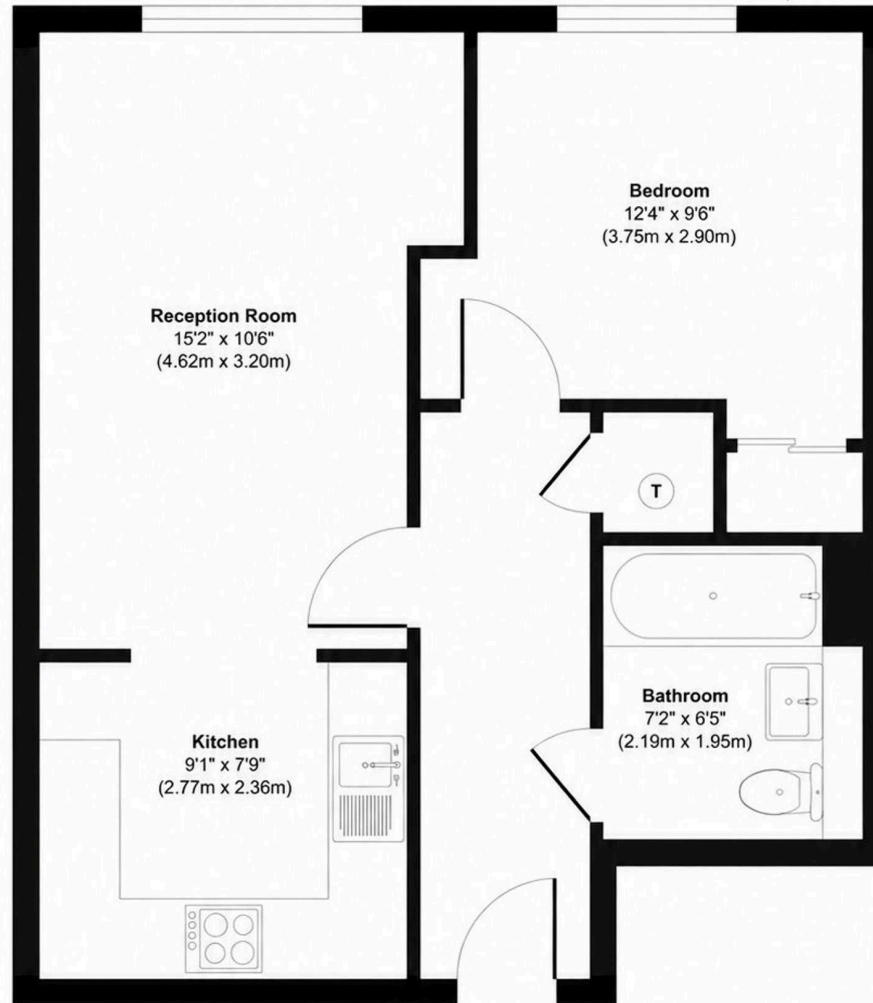 Bedroom
12'4" x 9'6"
(3.75m x 2.90m)
Reception Room
15'2" x 10'6"
(4.62m x 3.20m)
T
Bathroom
7'2" x 6'5"
(2.19m x 1.95m)
Kitchen
9'1" x 7'9"
(2.77m x 2.36m)